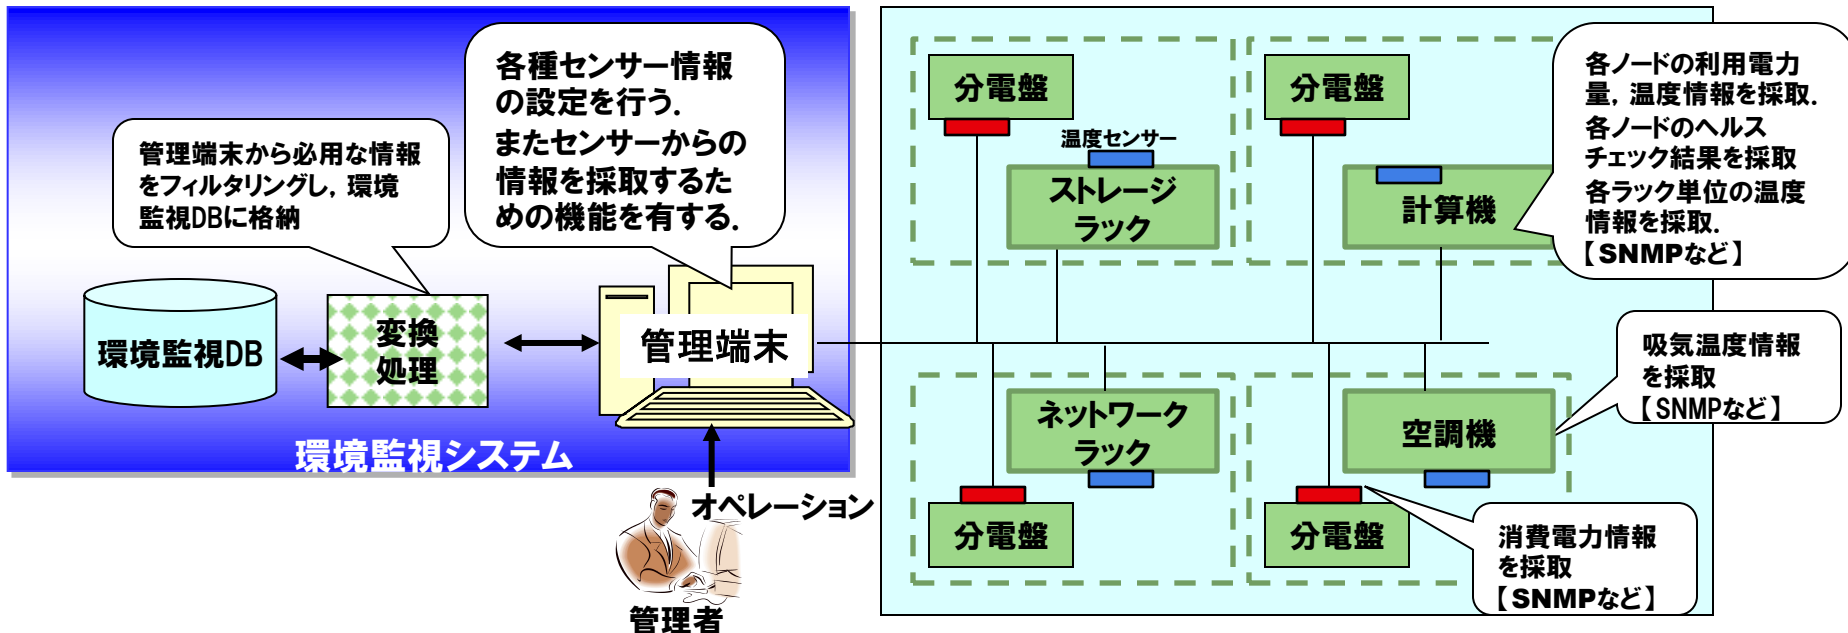 各種センサー情報
の設定を行う.
またセンサーからの
情報を採取するた
めの機能を有する.
管理端末から必用な情報
をフィルタリングし, 環境
監視DBに格納
環境監視DB
変換
処理
管理端末
環境監視システム
オペレーション
管理者
分電盤
温度センサー
ストレージ
ラック
分電盤
計算機
各ノードの利用電力
量, 温度情報を採取.
各ノードのヘルス
チェック結果を採取
各ラック単位の温度
情報を採取.
【SNMPなど】
ネットワーク
ラック
分電盤
空調機
分電盤
吸気温度情報
を採取
【SNMPなど】
消費電力情報
を採取
【SNMPなど】